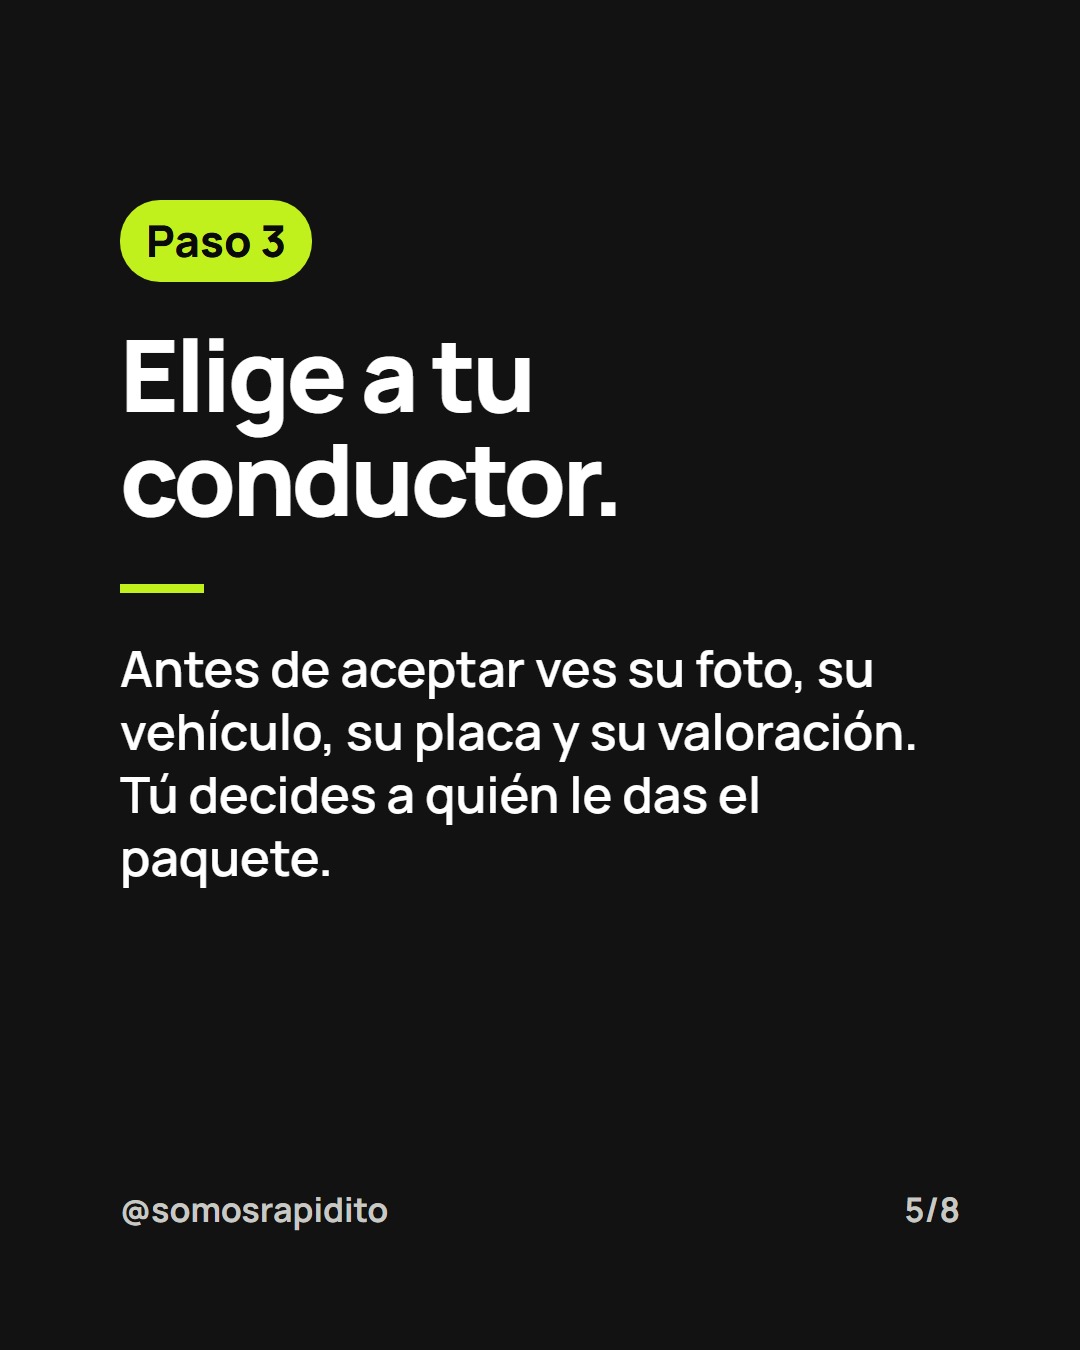 Paso 3
Elige a tu
conductor.
Antes de aceptar ves su foto, su
vehículo, su placa y su valoración.
Tú decides a quién le das el
paquete.
@somosrapidito
5/8